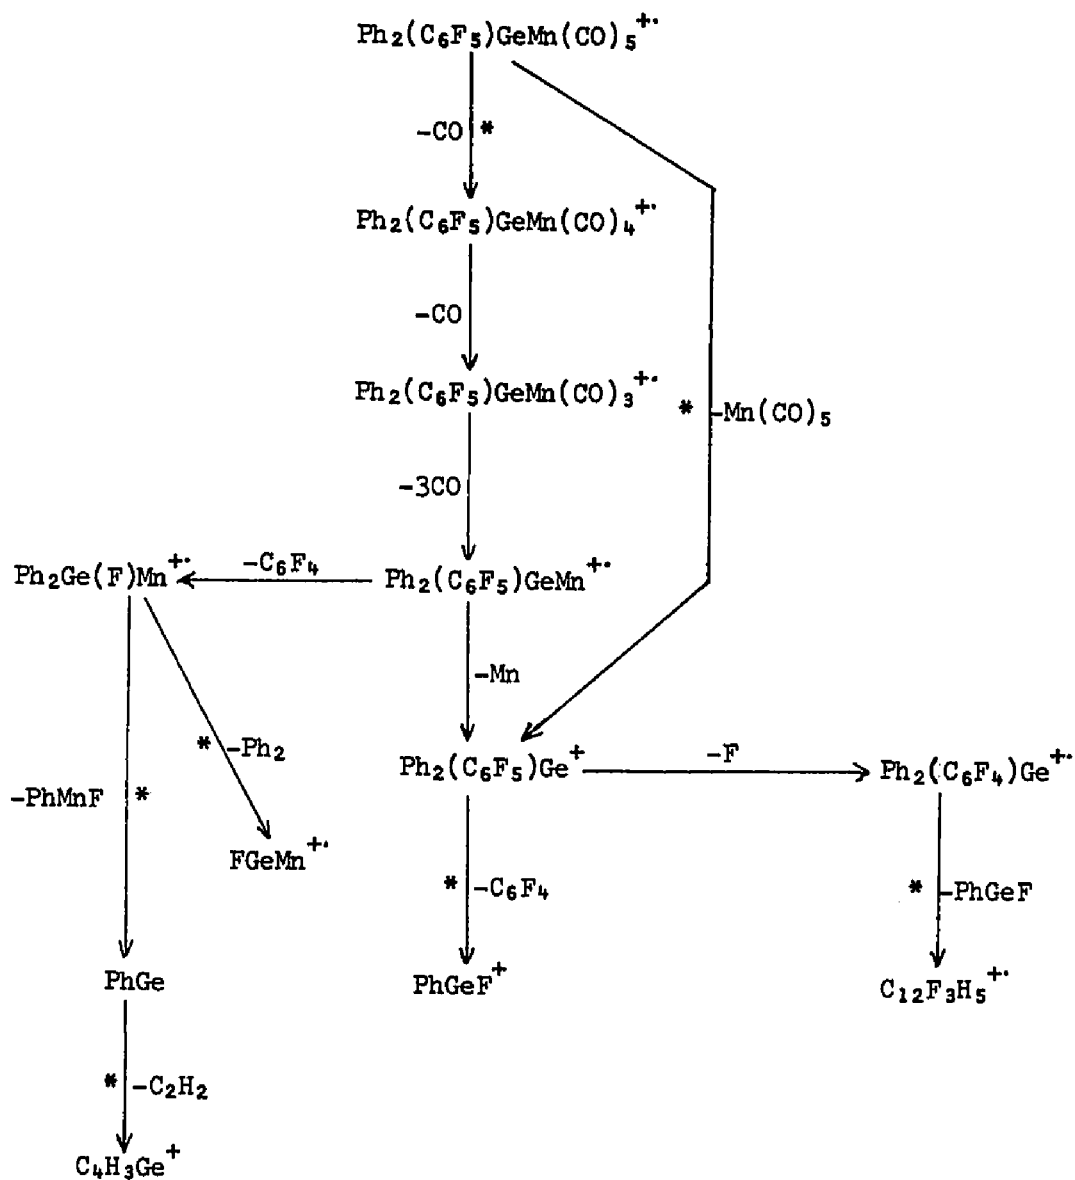 Ph₂(C₆F₅)GeMn(CO)₅⁺·
-CO *
Ph₂(C₆F₅)GeMn(CO)₄⁺·
-CO
Ph₂(C₆F₅)GeMn(CO)₃⁺·
* -Mn(CO)₅
-3CO
Ph₂Ge(F)Mn⁺· -C₆F₄ Ph₂(C₆F₅)GeMn⁺·
-Mn
* -Ph₂
Ph₂(C₆F₅)Ge⁺ -F Ph₂(C₆F₄)Ge⁺·
-PhMnF *
FGeMn⁺·
* -C₆F₄
* -PhGeF
PhGe
PhGeF⁺
C₁₂F₃H₅⁺·
* -C₂H₂
C₄H₃Ge⁺